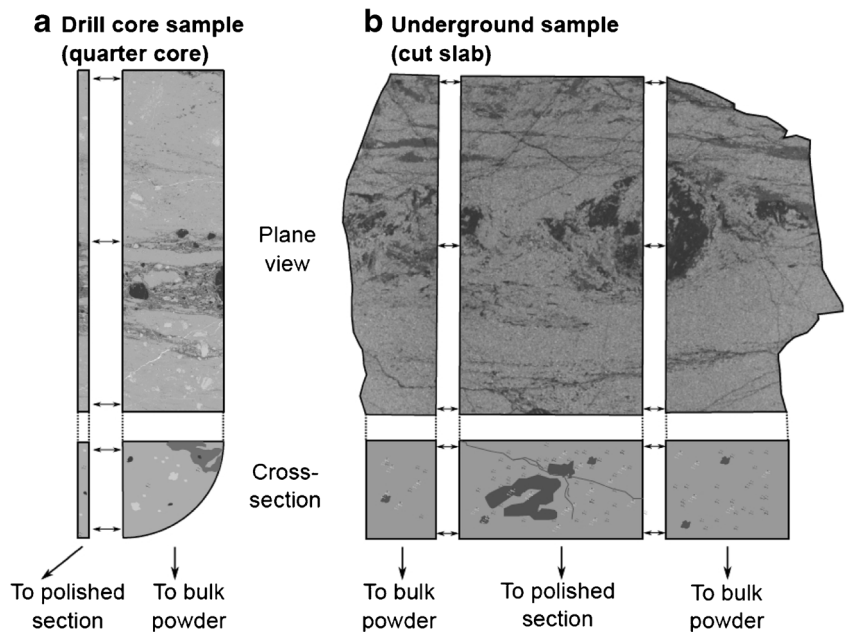 a Drill core sample
(quarter core)
b Underground sample
(cut slab)
Plane
view
Cross-
section
To polished
section
To bulk
powder
To bulk
powder
To polished
section
To bulk
powder